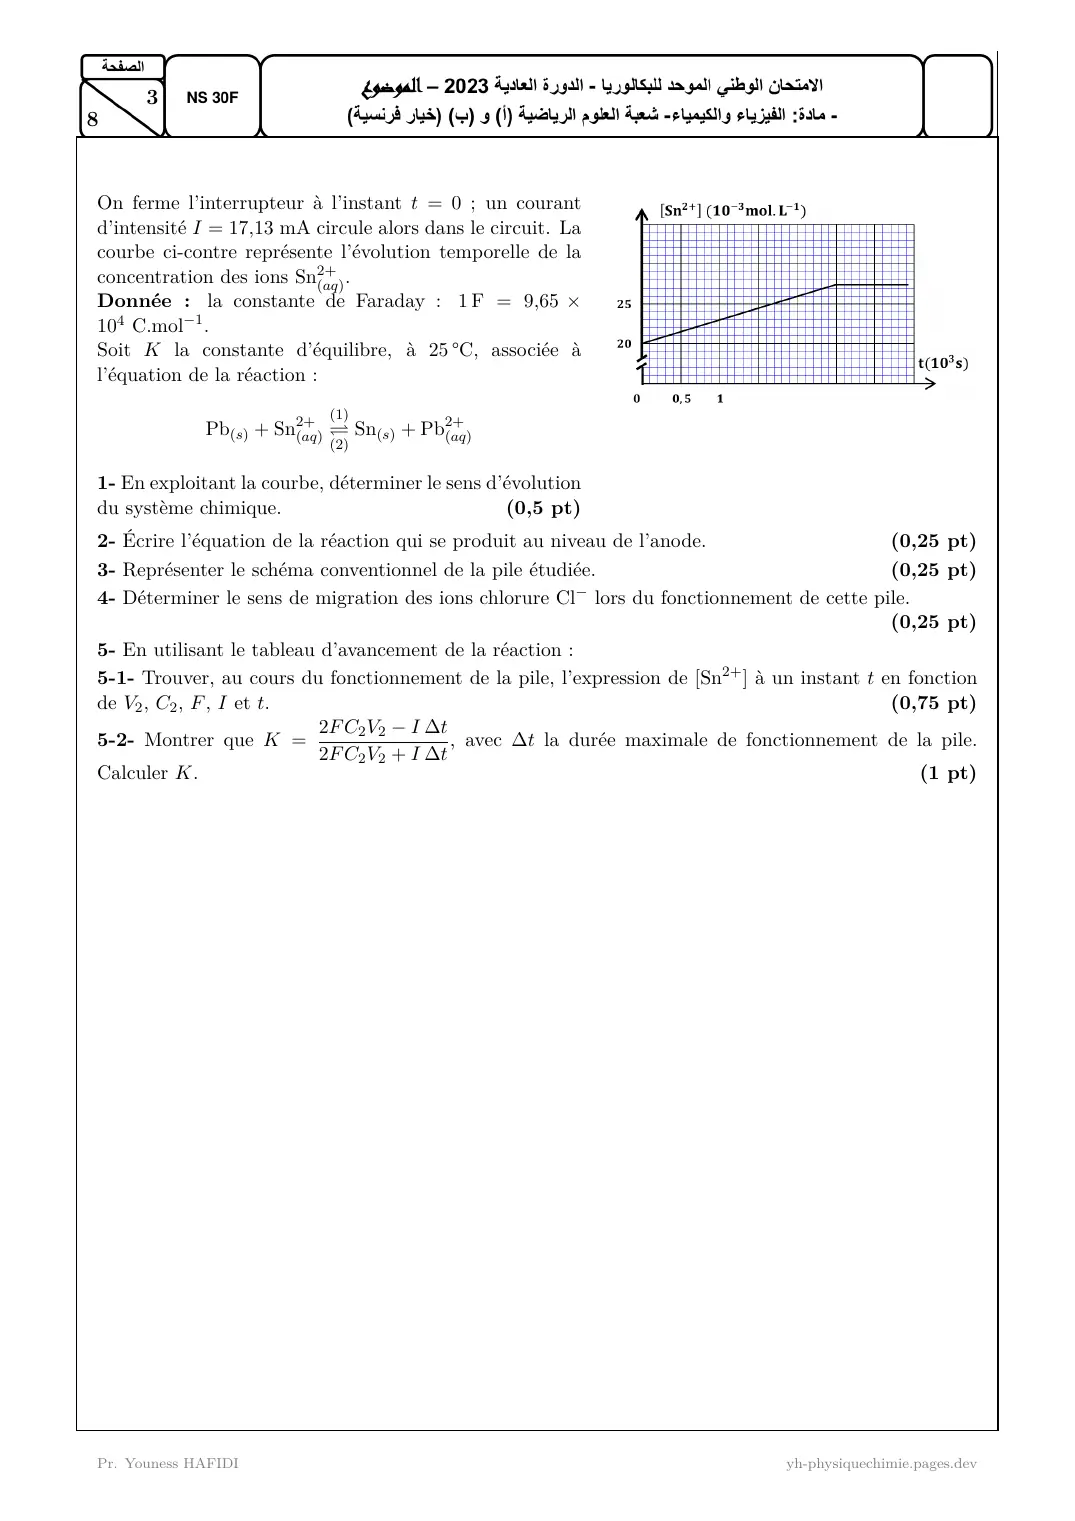 الصفحة
3
8
NS 30F
الامتحان الوطني الموحد للبكالوريا - الدورة العادية 2023 – الموضوع
- مادة: الفيزياء والكيمياء- شعبة العلوم الرياضية (أ) و (ب) (خيار فرنسية)
On ferme l'interrupteur à l'instant t = 0 ; un courant
d'intensité I = 17,13 mA circule alors dans le circuit. La
courbe ci-contre représente l'évolution temporelle de la
concentration des ions Sn²⁺(aq).
Donnée : la constante de Faraday : 1 F = 9,65 ×
10⁴ C.mol⁻¹.
Soit K la constante d'équilibre, à 25 °C, associée à
l'équation de la réaction :
Pb(s) + Sn²⁺(aq) (1) ⇌ (2) Sn(s) + Pb²⁺(aq)
[Sn²⁺] (10⁻³mol.L⁻¹)
25
20
t(10³s)
0 0,5 1
1- En exploitant la courbe, déterminer le sens d'évolution
du système chimique. (0,5 pt)
2- Écrire l'équation de la réaction qui se produit au niveau de l'anode. (0,25 pt)
3- Représenter le schéma conventionnel de la pile étudiée. (0,25 pt)
4- Déterminer le sens de migration des ions chlorure Cl⁻ lors du fonctionnement de cette pile.
(0,25 pt)
5- En utilisant le tableau d'avancement de la réaction :
5-1- Trouver, au cours du fonctionnement de la pile, l'expression de [Sn²⁺] à un instant t en fonction
de V₂, C₂, F, I et t. (0,75 pt)
5-2- Montrer que K = (2FC₂V₂ − I Δt)/(2FC₂V₂ + I Δt), avec Δt la durée maximale de fonctionnement de la pile.
Calculer K. (1 pt)
Pr. Youness HAFIDI
yh-physiquechimie.pages.dev